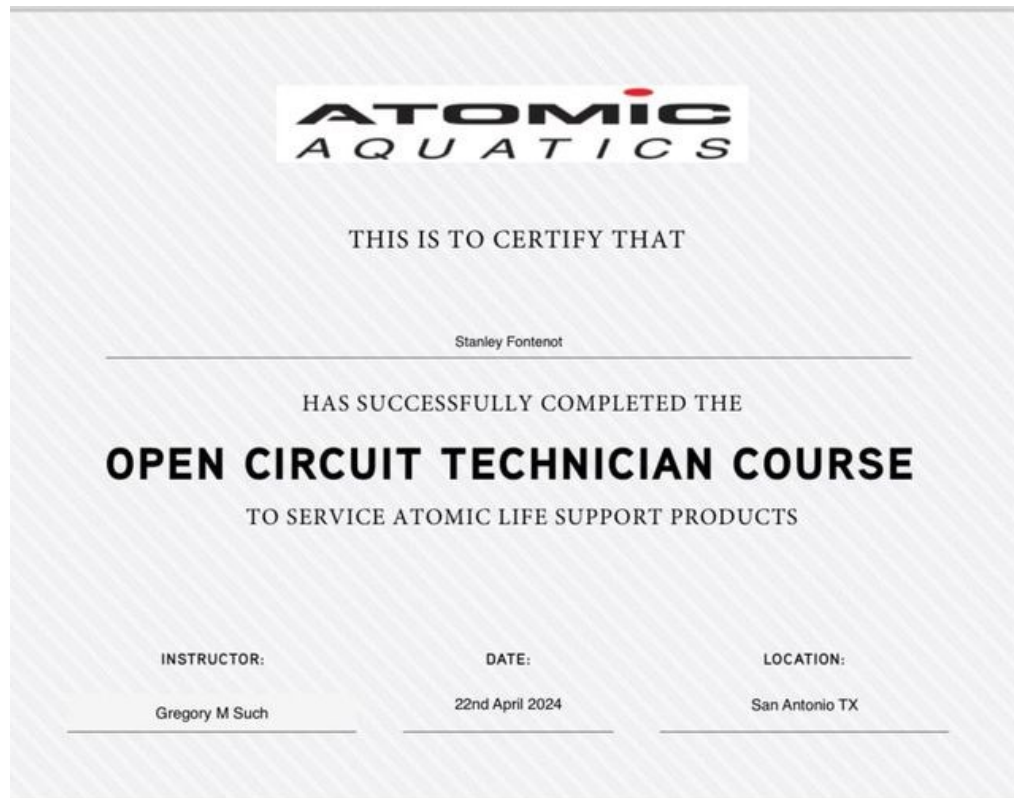 ATOMIC
AQUATICS
THIS IS TO CERTIFY THAT
Stanley Fontenot
HAS SUCCESSFULLY COMPLETED THE
OPEN CIRCUIT TECHNICIAN COURSE
TO SERVICE ATOMIC LIFE SUPPORT PRODUCTS
INSTRUCTOR: DATE: LOCATION:
Gregory M Such 22nd April 2024 San Antonio TX